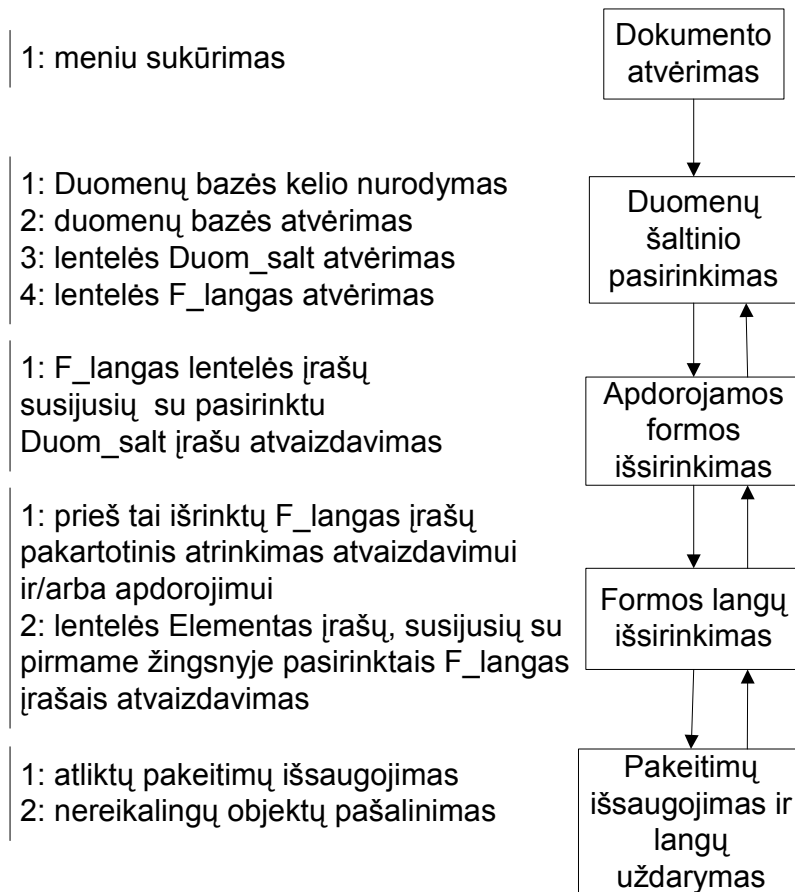 1: meniu sukūrimas
Dokumento
atvėrimas
1: Duomenų bazės kelio nurodymas
2: duomenų bazės atvėrimas
3: lentelės Duom_salt atvėrimas
4: lentelės F_langas atvėrimas
Duomenų
šaltinio
pasirinkimas
1: F_langas lentelės įrašų
susijusių  su pasirinktu
Duom_salt įrašu atvaizdavimas
Apdorojamos
formos
išsirinkimas
1: prieš tai išrinktų F_langas įrašų
pakartotinis atrinkimas atvaizdavimui
ir/arba apdorojimui
2: lentelės Elementas įrašų, susijusių su
pirmame žingsnyje pasirinktais F_langas
įrašais atvaizdavimas
Formos langų
išsirinkimas
1: atliktų pakeitimų išsaugojimas
2: nereikalingų objektų pašalinimas
Pakeitimų
išsaugojimas ir
langų
uždarymas